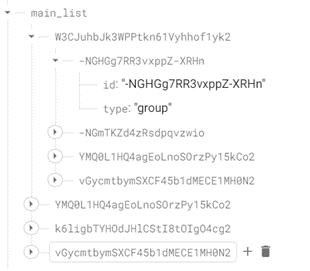 main_list
W3CJuhbJk3WPPtkn61Vyhhof1yk2
-NGHGg7RR3vxppZ-XRHn
id: "-NGHGg7RR3vxppZ-XRHn"
type: "group"
-NGmTKZd4zRsdpqvzwio
YMQ0L1HQ4agEoLnoSOrzPy15kCo2
vGycmtbymSXCF45b1dMECE1MH0N2
YMQ0L1HQ4agEoLnoSOrzPy15kCo2
k6ligbTYHOdJHlCStI8tOIgO4cg2
vGycmtbymSXCF45b1dMECE1MH0N2